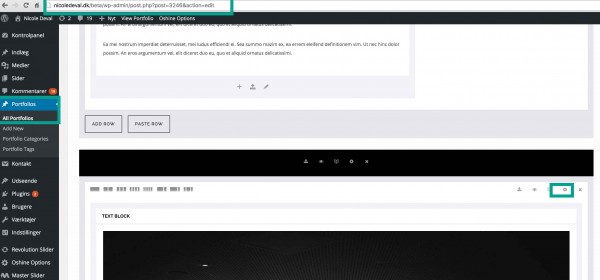 nicoledeval.dk/beta/wp-admin/post.php?post=3246&action=edit
Nicole Deval
Nyt
View Portfolio
Oshine Options
Kontrolpanel
Indlæg
Medier
Sider
Kommentarer
Portfolios
All Portfolios
Add New
Portfolio Categories
Portfolio Tags
Kontakt
Udseende
Plugins
Brugere
Værktøjer
Indstillinger
Revolution Slider
Oshine Options
Master Slider
Ea mei nostrum imperdiet deterruisset, mei ludus efficiendi ei. Sea summo mazim ex, ea errem eleifend definitionem vim. Ut nec hinc dolor
possim. An eros argumentum vel, elit diceret duo eu, quo et aliquid ornatus delicatissimi.
ADD ROW
PASTE ROW
TEXT BLOCK